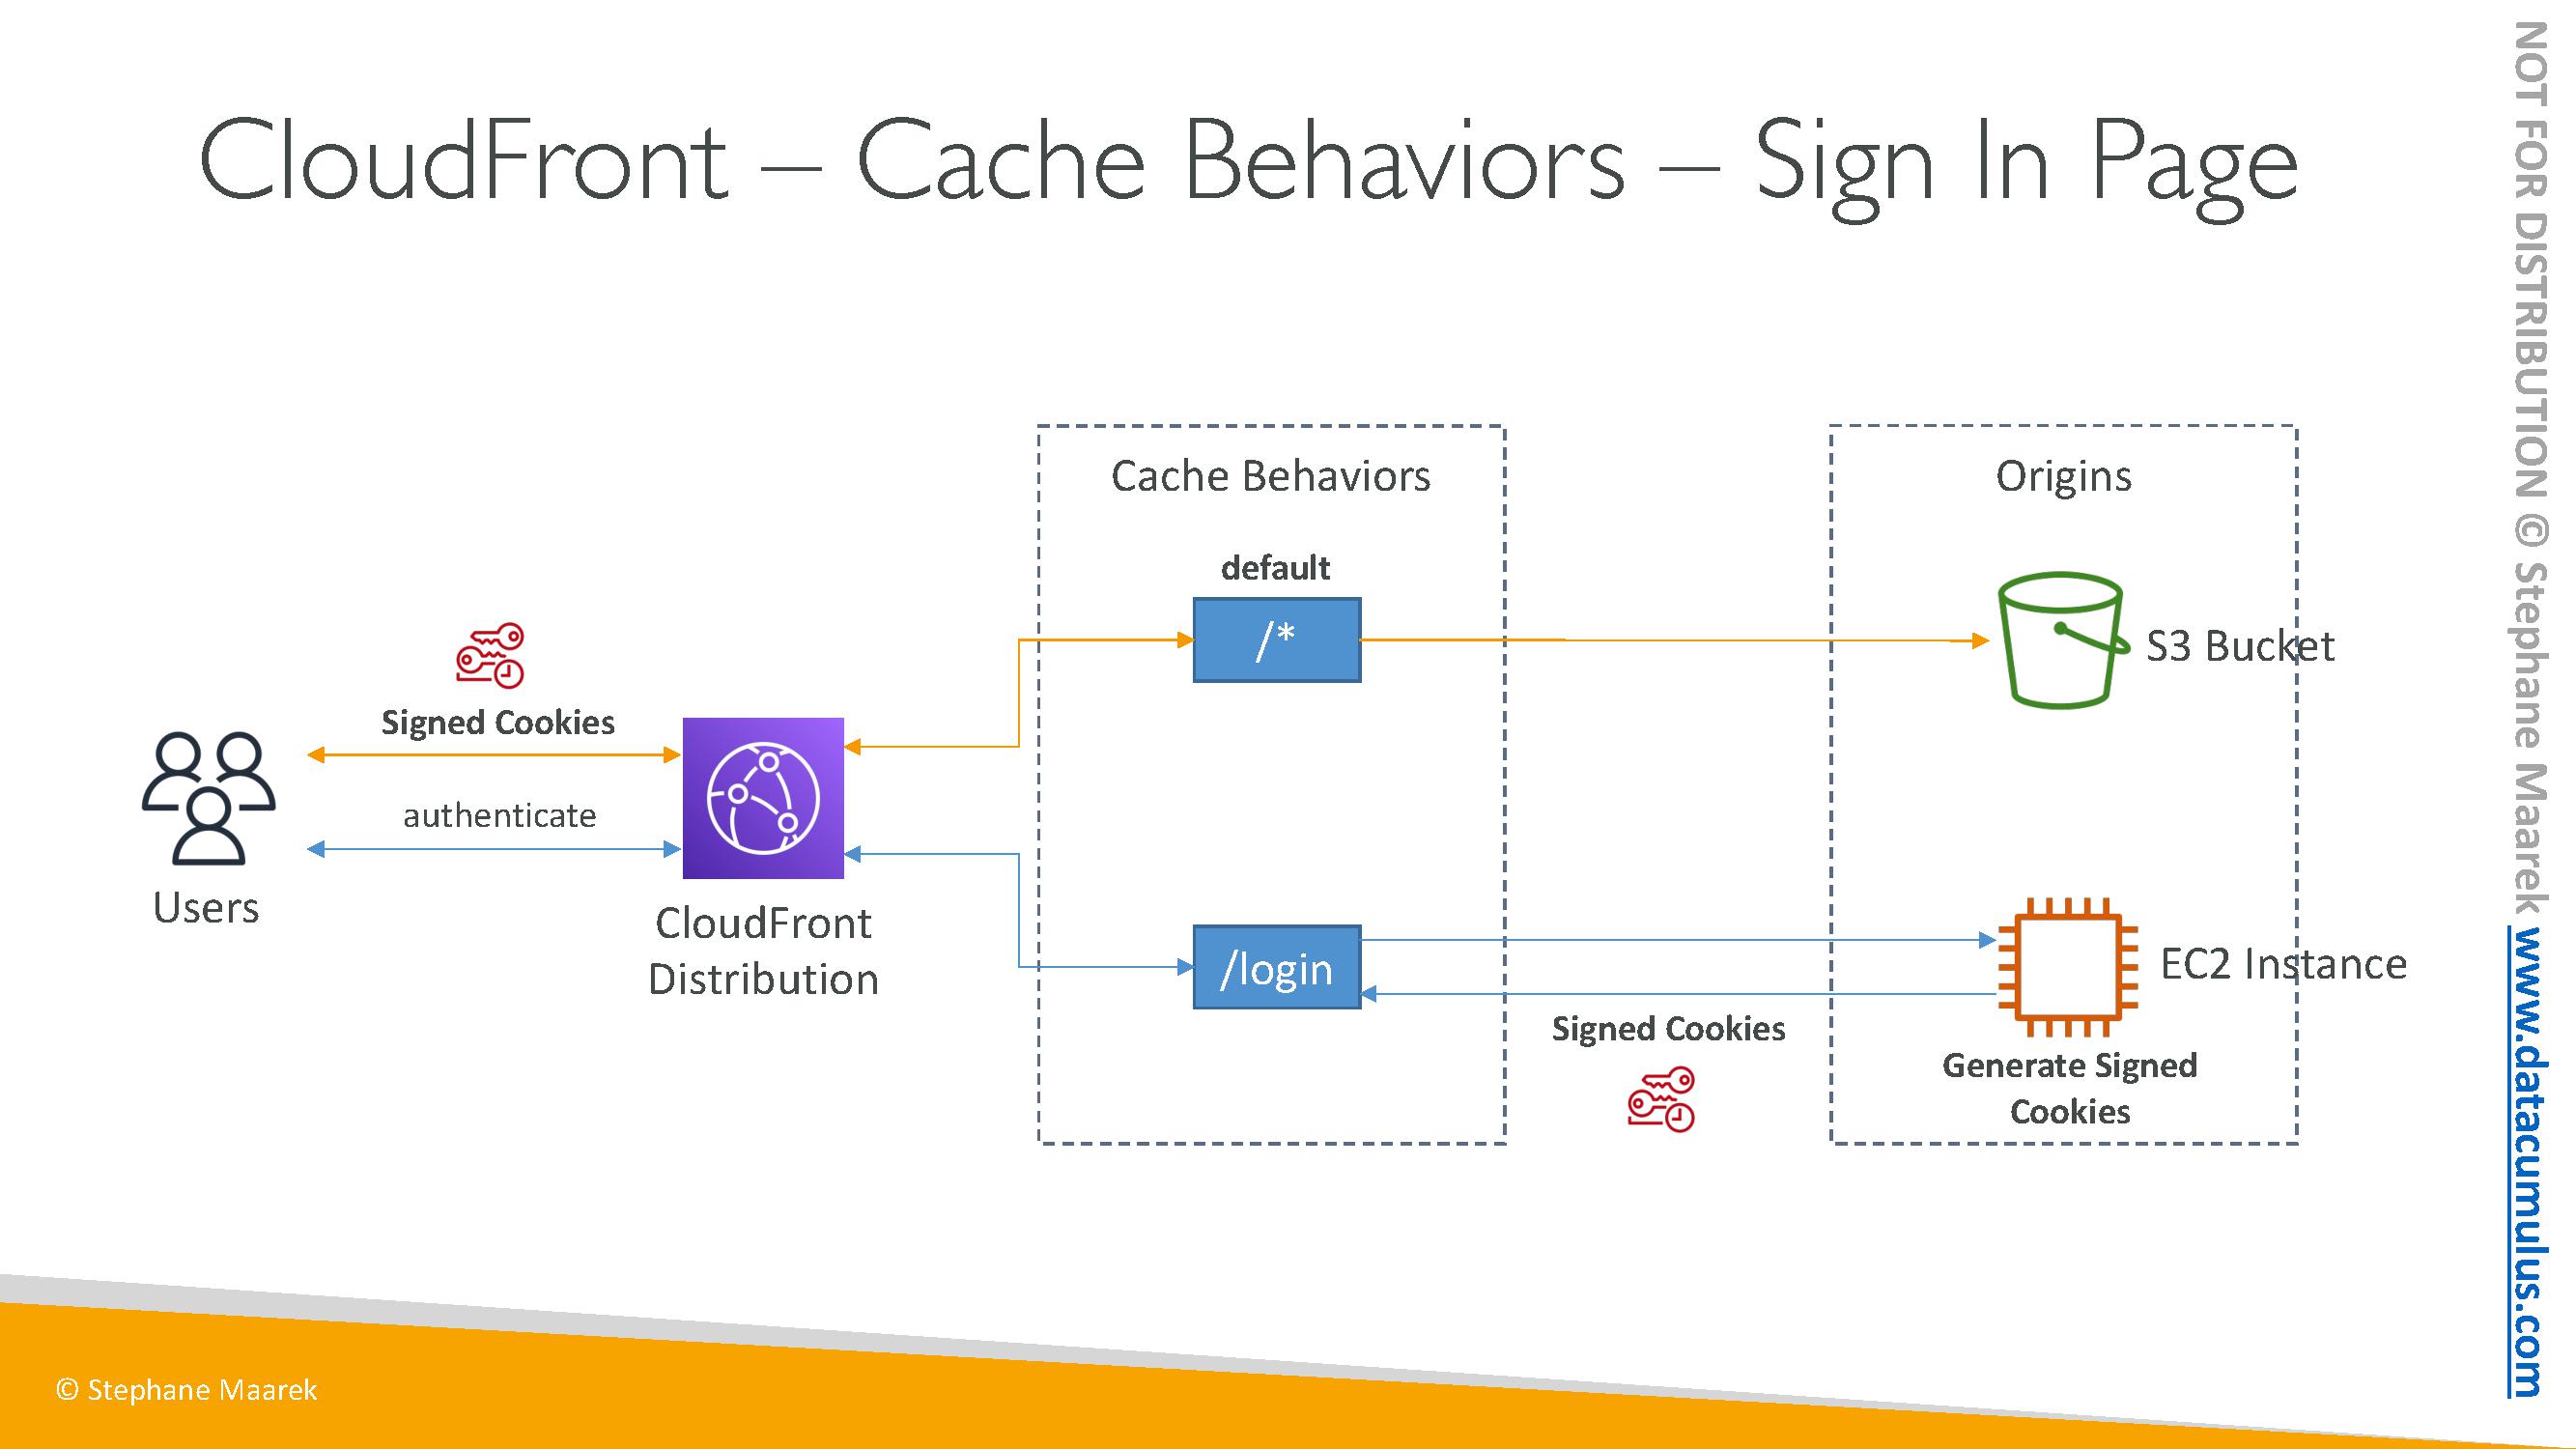 CloudFront – Cache Behaviors – Sign In Page
Cache Behaviors
Origins
default
/*
S3 Bucket
Signed Cookies
authenticate
Users
CloudFront
Distribution
/login
EC2 Instance
Signed Cookies
Generate Signed
Cookies
© Stephane Maarek
NOT FOR DISTRIBUTION © Stephane Maarek www.datacumulus.com